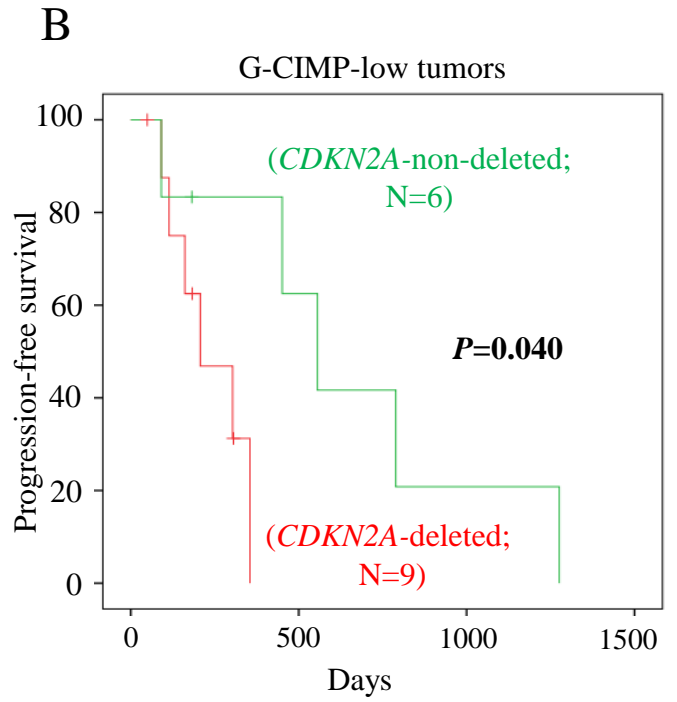 B
G-CIMP-low tumors
100
80
60
40
20
0
Progression-free survival
(CDKN2A-non-deleted;
N=6)
P=0.040
(CDKN2A-deleted;
N=9)
0 500 1000 1500
Days